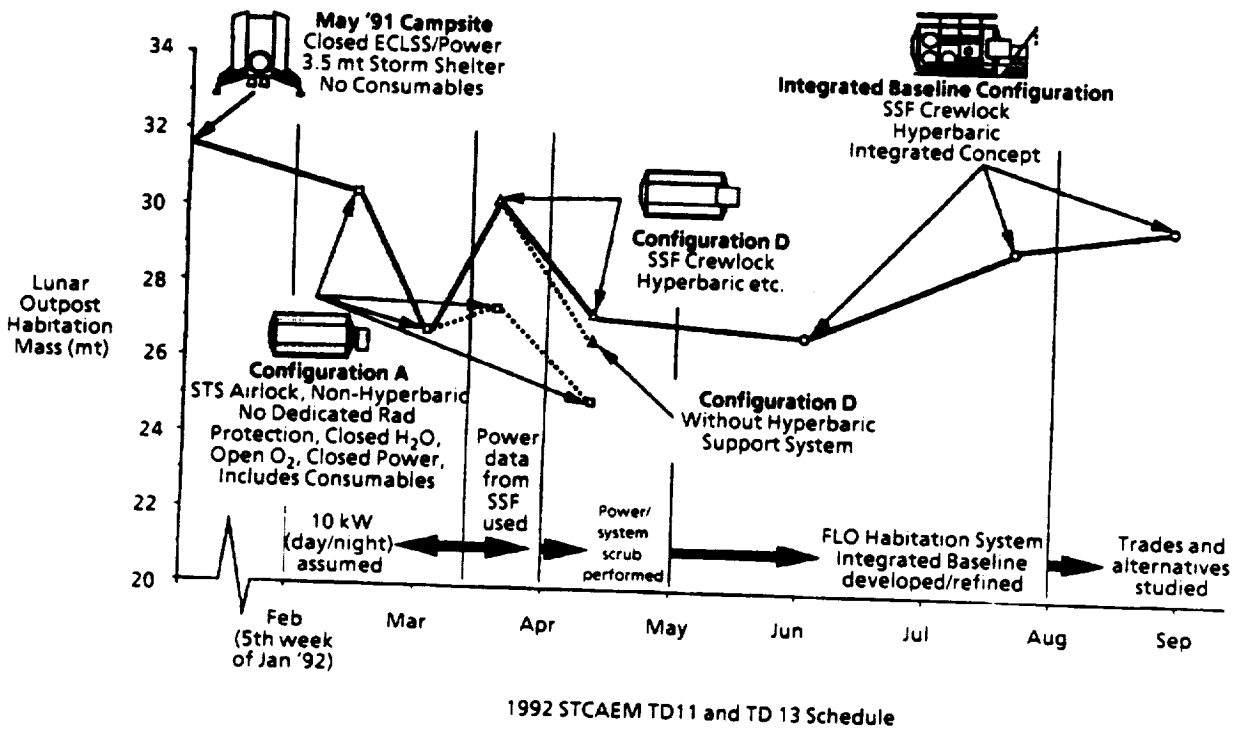 May '91 Campsite
Closed ECLSS/Power
3.5 mt Storm Shelter
No Consumables
Integrated Baseline Configuration
SSF Crewlock
Hyperbaric
Integrated Concept
34
32
30
28
26
24
22
20
Lunar
Outpost
Habitation
Mass (mt)
Configuration D
SSF Crewlock
Hyperbaric etc.
Configuration A
STS Airlock, Non-Hyperbaric
No Dedicated Rad
Protection, Closed H₂O,
Open O₂, Closed Power,
Includes Consumables
Configuration D
Without Hyperbaric
Support System
10 kW
(day/night)
assumed
Power
data
from
SSF
used
Power/
system
scrub
performed
FLO Habitation System
Integrated Baseline
developed/refined
Trades and
alternatives
studied
Feb
(5th week
of Jan '92)
Mar
Apr
May
Jun
Jul
Aug
Sep
1992 STCAEM TD11 and TD 13 Schedule